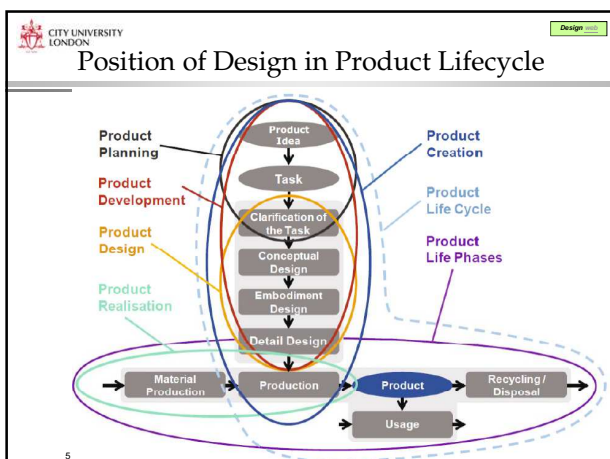 CITY UNIVERSITY
LONDON
Design web
Position of Design in Product Lifecycle
Product
Planning
Product
Development
Product
Design
Product
Realisation
Product
Idea
Task
Clarification of
the Task
Conceptual
Design
Embodiment
Design
Detail Design
Product
Creation
Product
Life Cycle
Product
Life Phases
Material
Production
Production
Product
Recycling /
Disposal
Usage
5